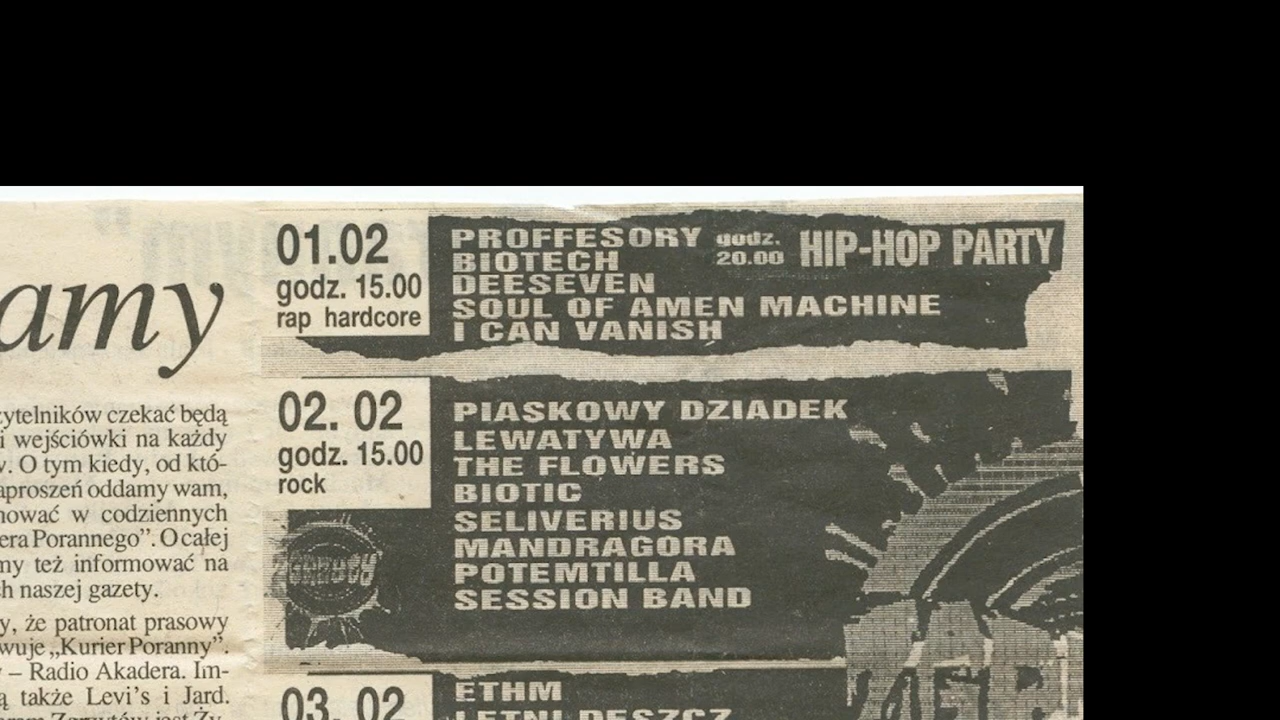 amy
zytelników czekać będą
i wejściówki na każdy
w. O tym kiedy, od któ-
aproszeń oddamy wam,
mować w codziennych
era Porannego”. O całej
my też informować na
ch naszej gazety.
y, że patronat prasowy
wuje „Kurier Poranny”.
– Radio Akadera. Im-
ą także Levi's i Jard.
01.02
godz. 15.00
rap hardcore
PROFFESORY godz. 20.00 HIP-HOP PARTY
BIOTECH
DEESEVEN
SOUL OF AMEN MACHINE
I CAN VANISH
02. 02
godz. 15.00
rock
PIASKOWY DZIADEK
LEWATYWA
THE FLOWERS
BIOTIC
SELIVERIUS
MANDRAGORA
POTEMTILLA
SESSION BAND
03. 02
ETHM
LETNI DESZCZ